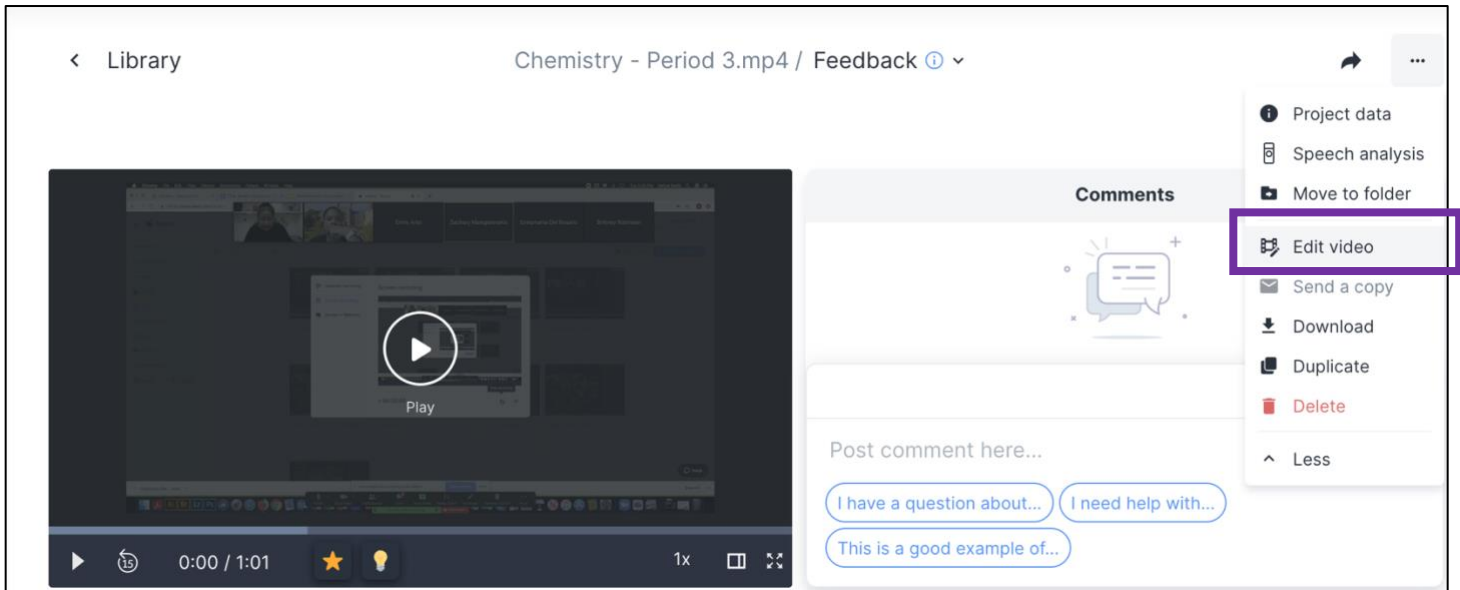 Library
Chemistry - Period 3.mp4 / Feedback
Project data
Speech analysis
Move to folder
Edit video
Send a copy
Download
Duplicate
Delete
Less
Play
15
0:00 / 1:01
1x
Comments
Post comment here...
I have a question about...
I need help with...
This is a good example of...